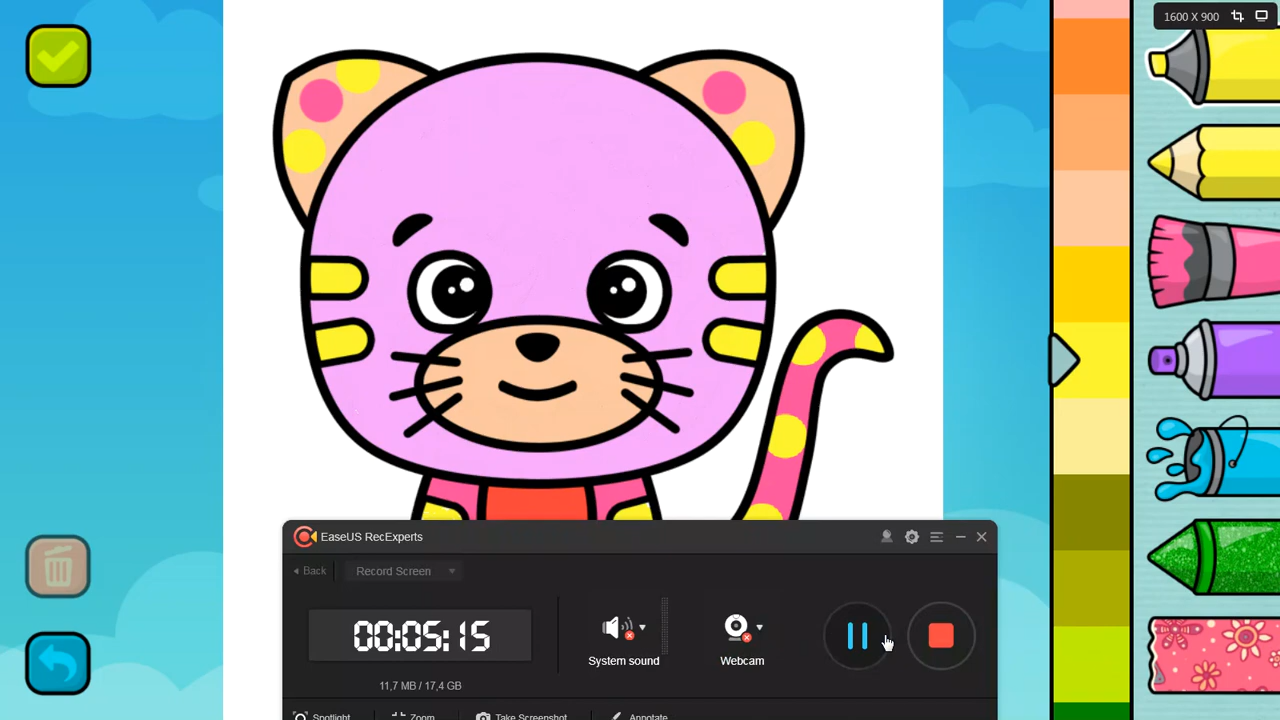 1600 X 900
EaseUS RecExperts
Back
Record Screen
00:05:15
System sound
Webcam
11,7 MB / 17,4 GB
Spotlight
Zoom
Take Screenshot
Annotate